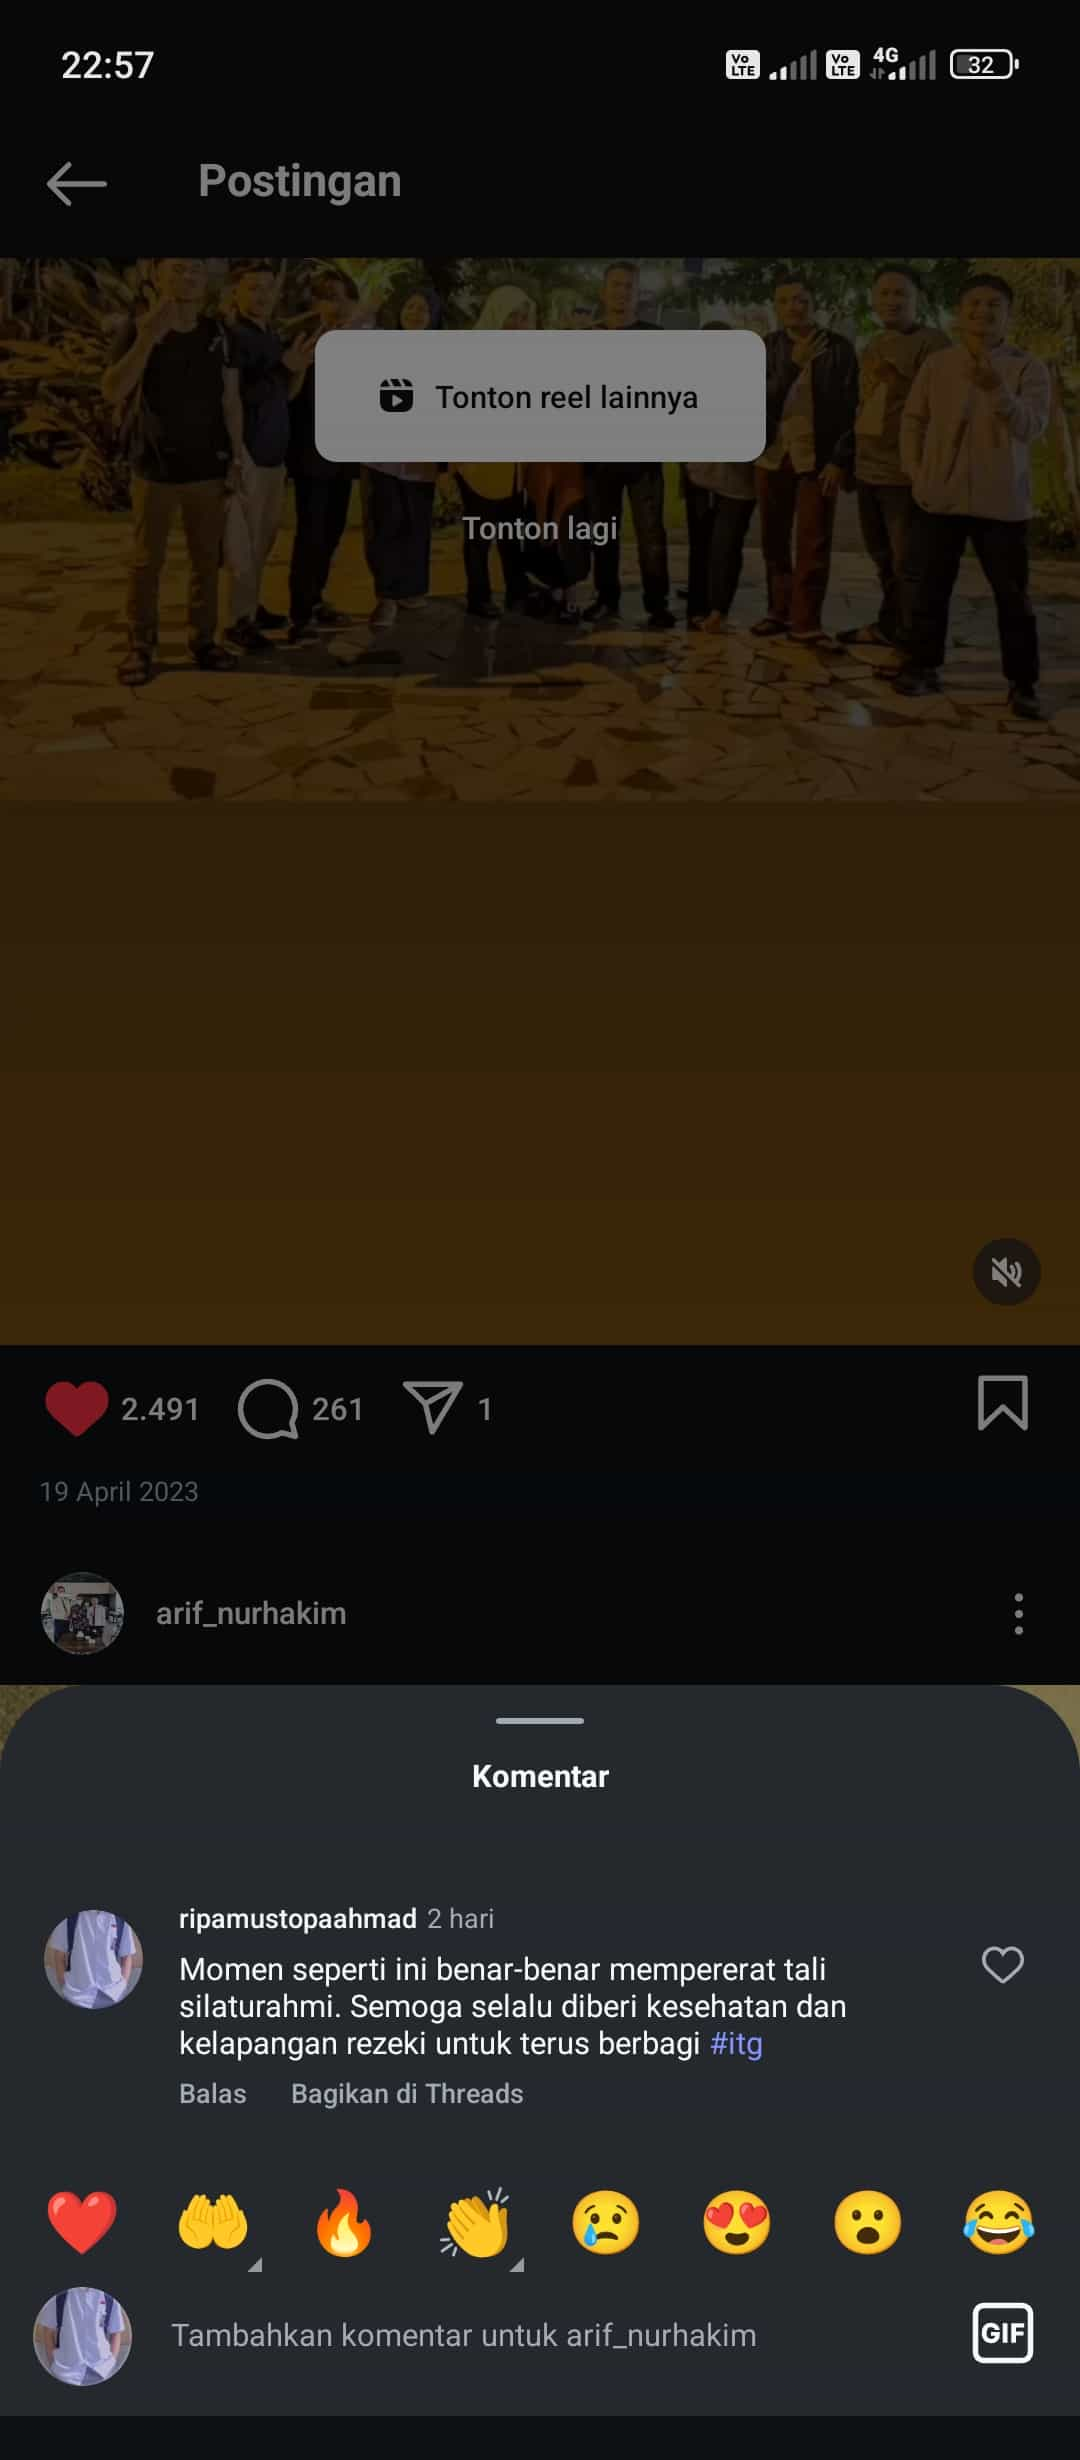 22:57
Vo LTE Vo LTE 4G 32
Postingan
Tonton reel lainnya
Tonton lagi
2.491 261 1
19 April 2023
arif_nurhakim
Komentar
ripamustopaahmad 2 hari
Momen seperti ini benar-benar mempererat tali
silaturahmi. Semoga selalu diberi kesehatan dan
kelapangan rezeki untuk terus berbagi #itg
Balas Bagikan di Threads
Tambahkan komentar untuk arif_nurhakim
GIF